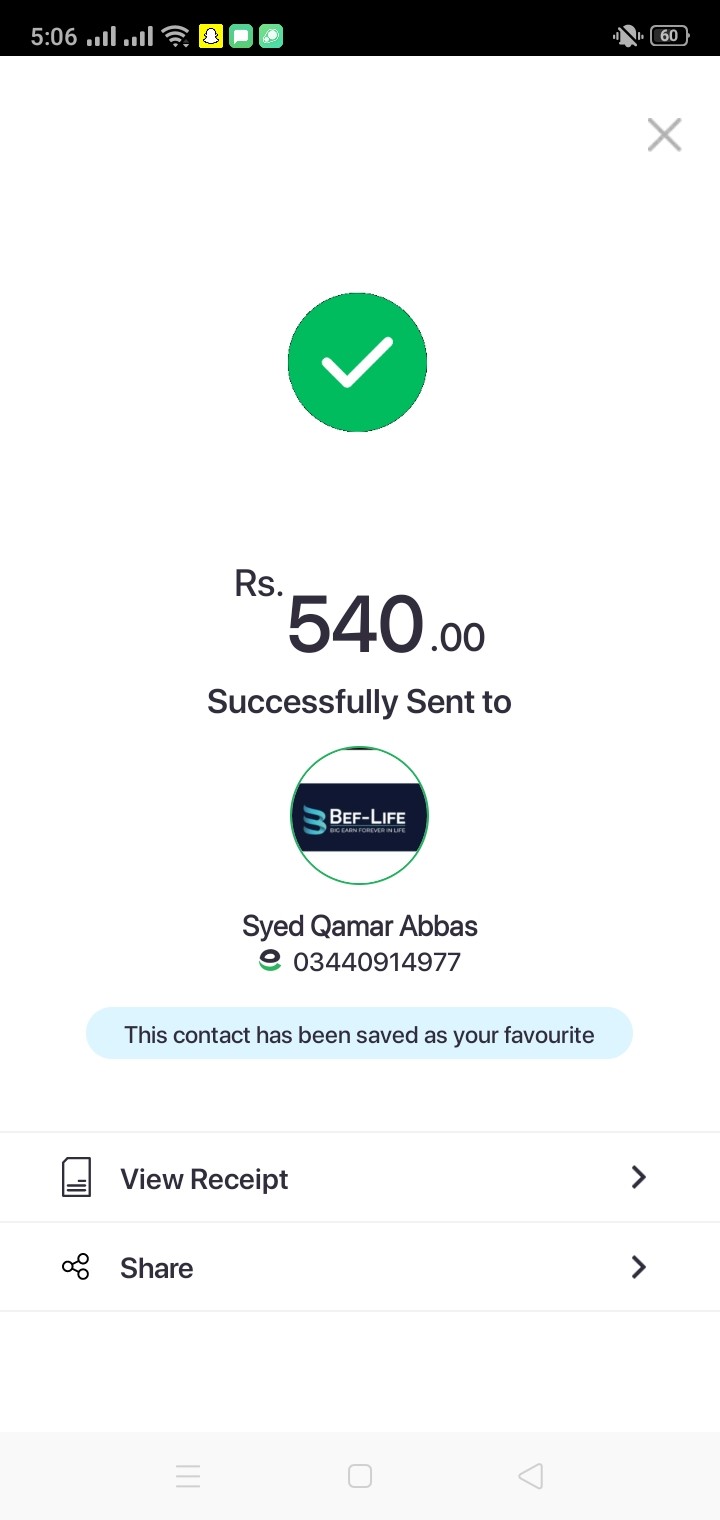 5:06
60
Rs.
540.00
Successfully Sent to
BEF-LIFE
BIG EARN FOREVER IN LIFE
Syed Qamar Abbas
03440914977
This contact has been saved as your favourite
View Receipt
Share